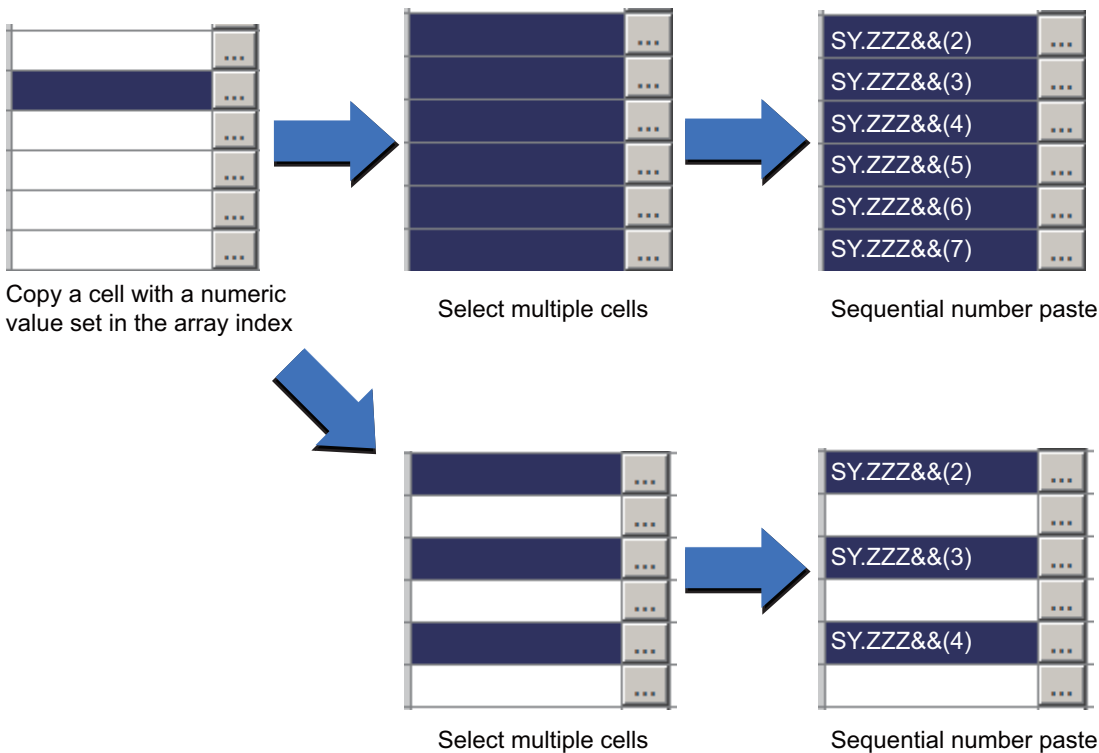 ...
...
...
...
...
...
Copy a cell with a numeric
value set in the array index
...
...
...
...
...
...
Select multiple cells
SY.ZZZ&&(2) ...
SY.ZZZ&&(3) ...
SY.ZZZ&&(4) ...
SY.ZZZ&&(5) ...
SY.ZZZ&&(6) ...
SY.ZZZ&&(7) ...
Sequential number paste
...
...
...
...
...
...
Select multiple cells
SY.ZZZ&&(2) ...
...
SY.ZZZ&&(3) ...
...
SY.ZZZ&&(4) ...
...
Sequential number paste